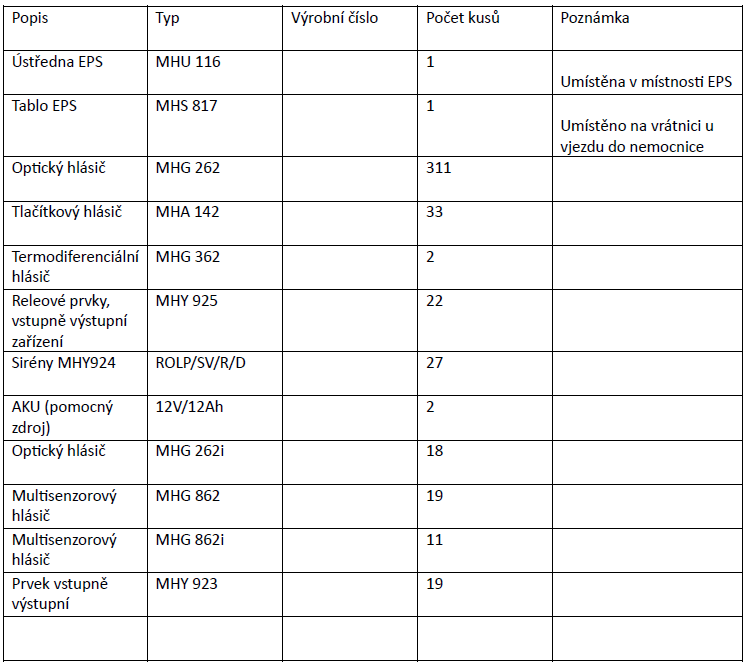 Popis Typ Výrobní číslo Počet kusů Poznámka
Ústředna EPS MHU 116 1
Umístěna v místnosti EPS
Tablo EPS MHS 817 1
Umístěno na vrátnici u
vjezdu do nemocnice
Optický hlásič MHG 262 311
Tlačítkový hlásič MHA 142 33
Termodiferenciální MHG 362 2
hlásič
Releové prvky, MHY 925 22
vstupně výstupní
zařízení
Sirény MHY924 ROLP/SV/R/D 27
AKU (pomocný 12V/12Ah 2
zdroj)
Optický hlásič MHG 262i 18
Multisenzorový MHG 862 19
hlásič
Multisenzorový MHG 862i 11
hlásič
Prvek vstupně MHY 923 19
výstupní